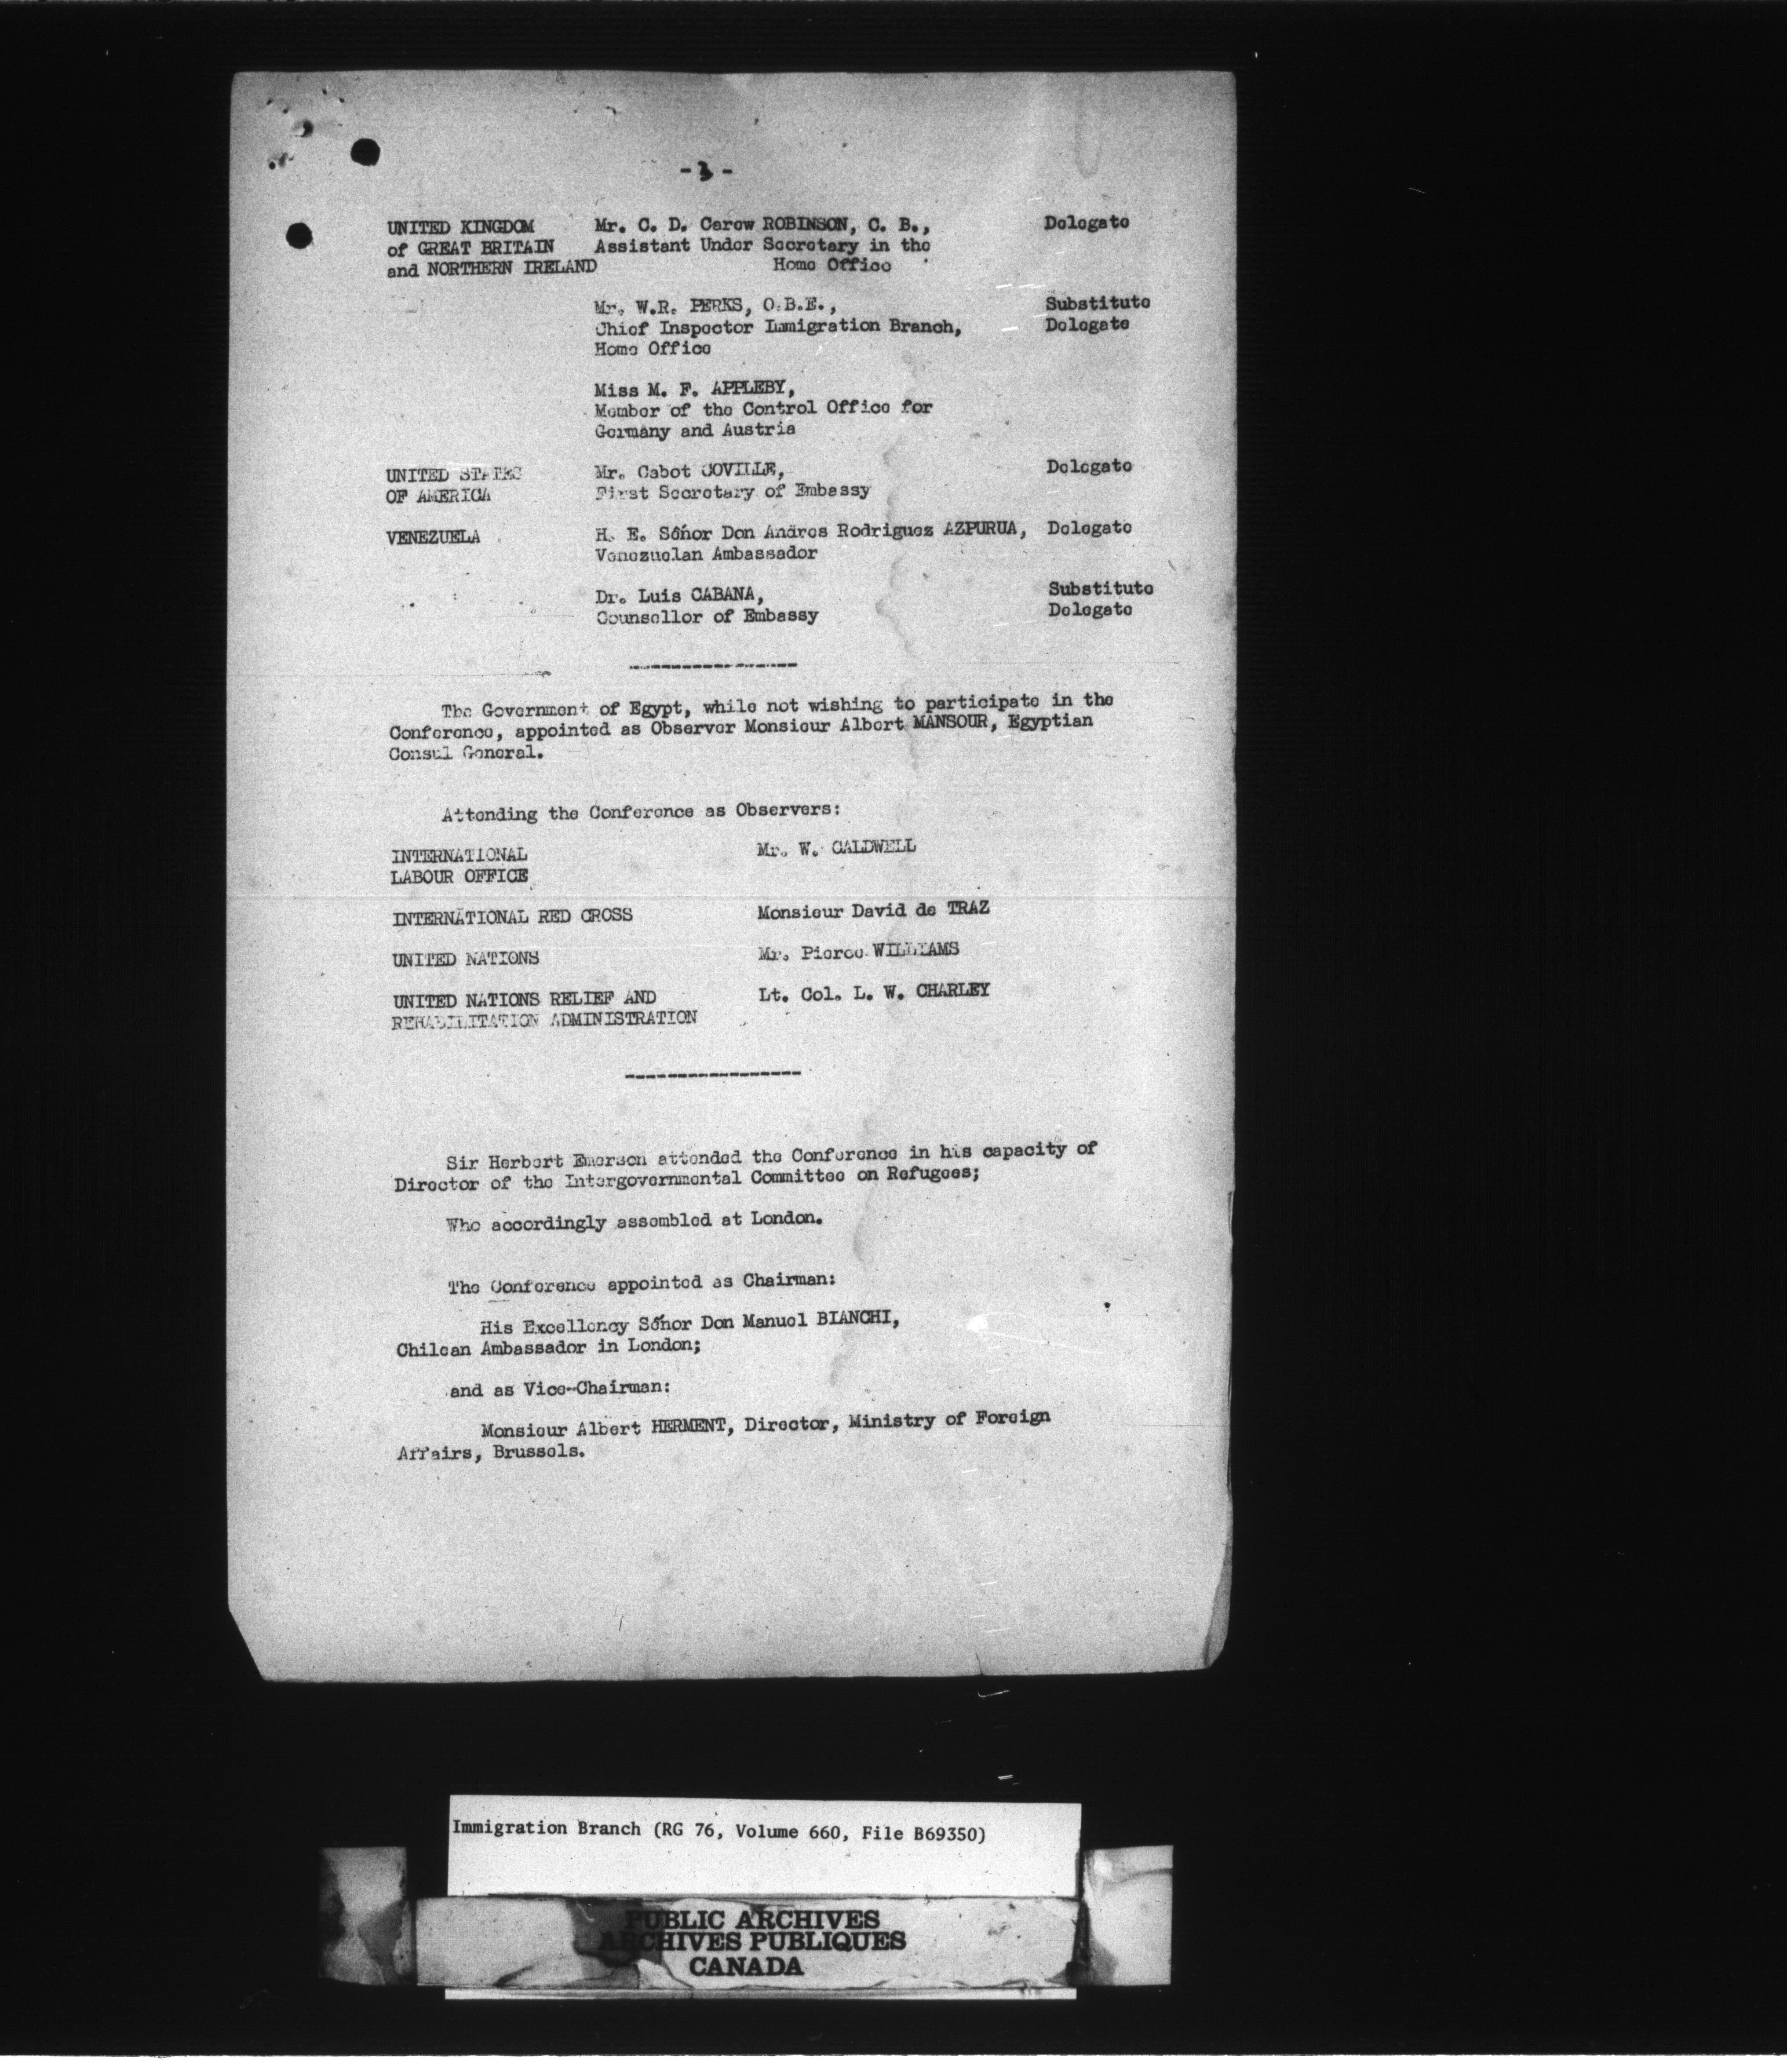 - 3 -
UNITED KINGDOM Mr. C. D. Carew ROBINSON, C. B., Delegate
of GREAT BRITAIN Assistant Under Secretary in the
and NORTHERN IRELAND Home Office
Mr. W.R. PERKS, O.B.E., Substitute
Chief Inspector Immigration Branch, Delegate
Home Office
Miss M. F. APPLEBY,
Member of the Control Office for
Germany and Austria
UNITED STATES Mr. Cabot COVILLE, Delegate
OF AMERICA First Secretary of Embassy
VENEZUELA H. E. Séñor Don Andres Rodriguez AZPURUA, Delegate
Venezuelan Ambassador
Dr. Luis CABANA, Substitute
Counsellor of Embassy Delegate
-----------------
The Government of Egypt, while not wishing to participate in the
Conference, appointed as Observer Monsieur Albert MANSOUR, Egyptian
Consul General.
Attending the Conference as Observers:
INTERNATIONAL Mr. W. CALDWELL
LABOUR OFFICE
INTERNATIONAL RED CROSS Monsieur David de TRAZ
UNITED NATIONS Mr. Pierce WILLIAMS
UNITED NATIONS RELIEF AND Lt. Col. L. W. CHARLEY
REHABILITATION ADMINISTRATION
-----------------
Sir Herbert Emerson attended the Conference in his capacity of
Director of the Intergovernmental Committee on Refugees;
Who accordingly assembled at London.
The Conference appointed as Chairman:
His Excellency Séñor Don Manuel BIANCHI,
Chilean Ambassador in London;
and as Vice-Chairman:
Monsieur Albert HERMENT, Director, Ministry of Foreign
Affairs, Brussels.
Immigration Branch (RG 76, Volume 660, File B69350)
PUBLIC ARCHIVES
ARCHIVES PUBLIQUES
CANADA